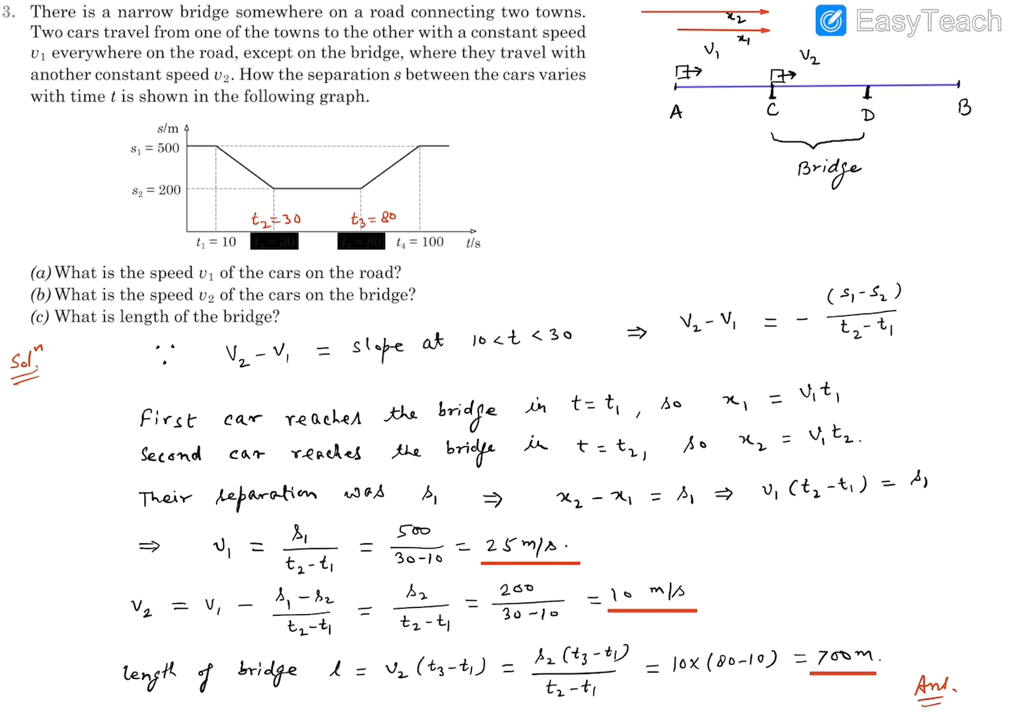 3. There is a narrow bridge somewhere on a road connecting two towns.
Two cars travel from one of the towns to the other with a constant speed
v₁ everywhere on the road, except on the bridge, where they travel with
another constant speed v₂. How the separation s between the cars varies
with time t is shown in the following graph.
EasyTeach
x₂
x₁
V₁
V₂
A
C
D
B
Bridge
s/m
s₁ = 500
s₂ = 200
t₂=30
t₃=80
t₁ = 10
t₄ = 100
t/s
(a) What is the speed v₁ of the cars on the road?
(b) What is the speed v₂ of the cars on the bridge?
(c) What is length of the bridge?
Solⁿ.
∵ V₂ - V₁ = slope at 10 < t < 30 ⇒ V₂ - V₁ = - (s₁ - s₂) / t₂ - t₁
First car reaches the bridge in t = t₁, so x₁ = v₁t₁
Second car reaches the bridge in t = t₂, so x₂ = v₁t₂.
Their separation was s₁ ⇒ x₂ - x₁ = s₁ ⇒ v₁(t₂ - t₁) = s₁
⇒ v₁ = s₁ / t₂ - t₁ = 500 / 30-10 = 25 m/s.
V₂ = V₁ - s₁ - s₂ / t₂ - t₁ = s₂ / t₂ - t₁ = 200 / 30-10 = 10 m/s
length of bridge l = v₂(t₃ - t₁) = s₂(t₃ - t₁) / t₂ - t₁ = 10 × (80-10) = 700m.
Ans.